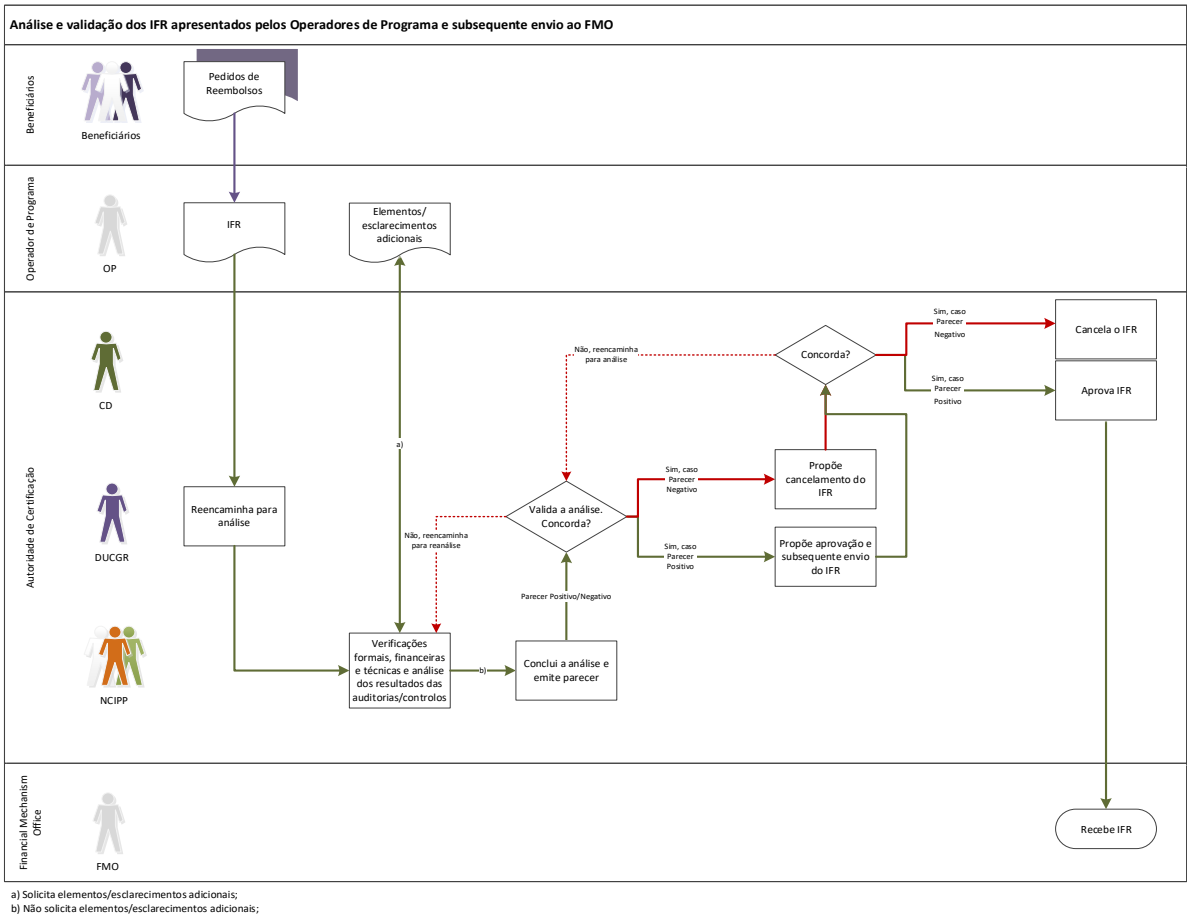 Análise e validação dos IFR apresentados pelos Operadores de Programa e subsequente envio ao FMO
Beneficiários
Beneficiários
Pedidos de
Reembolsos
Operador de Programa
OP
IFR
Elementos/
esclarecimentos
adicionais
Autoridade de Certificação
CD
Não, reencaminha
para análise
Concorda?
Sim, caso
Parecer
Negativo
Cancela o IFR
Sim, caso
Parecer
Positivo
Aprova IFR
a)
DUCGR
Reencaminha para
análise
Não, reencaminha
para reanálise
Valida a análise.
Concorda?
Sim, caso
Parecer
Negativo
Propõe
cancelamento do
IFR
Sim, caso
Parecer
Positivo
Propõe aprovação e
subsequente envio
do IFR
Parecer Positivo/Negativo
NCIPP
Verificações
formais, financeiras
e técnicas e análise
dos resultados das
auditorias/controlos
b)
Conclui a análise e
emite parecer
Financial Mechanism
Office
FMO
Recebe IFR
a) Solicita elementos/esclarecimentos adicionais;
b) Não solicita elementos/esclarecimentos adicionais;